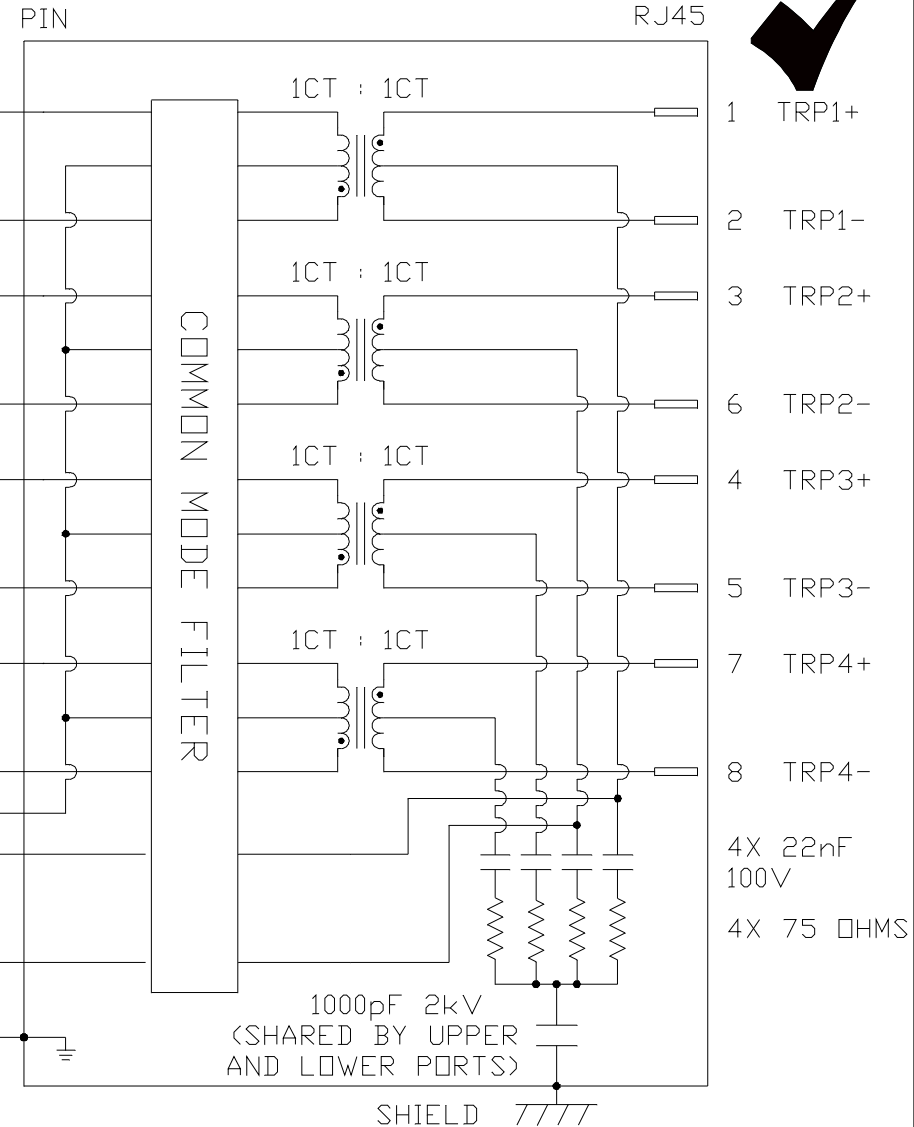 PIN
RJ45
1CT : 1CT
1 TRP1+
2 TRP1-
1CT : 1CT
3 TRP2+
6 TRP2-
1CT : 1CT
4 TRP3+
5 TRP3-
1CT : 1CT
7 TRP4+
8 TRP4-
COMMON MODE FILTER
4X 22nF
100V
4X 75 OHMS
1000pF 2kV
(SHARED BY UPPER
AND LOWER PORTS)
SHIELD